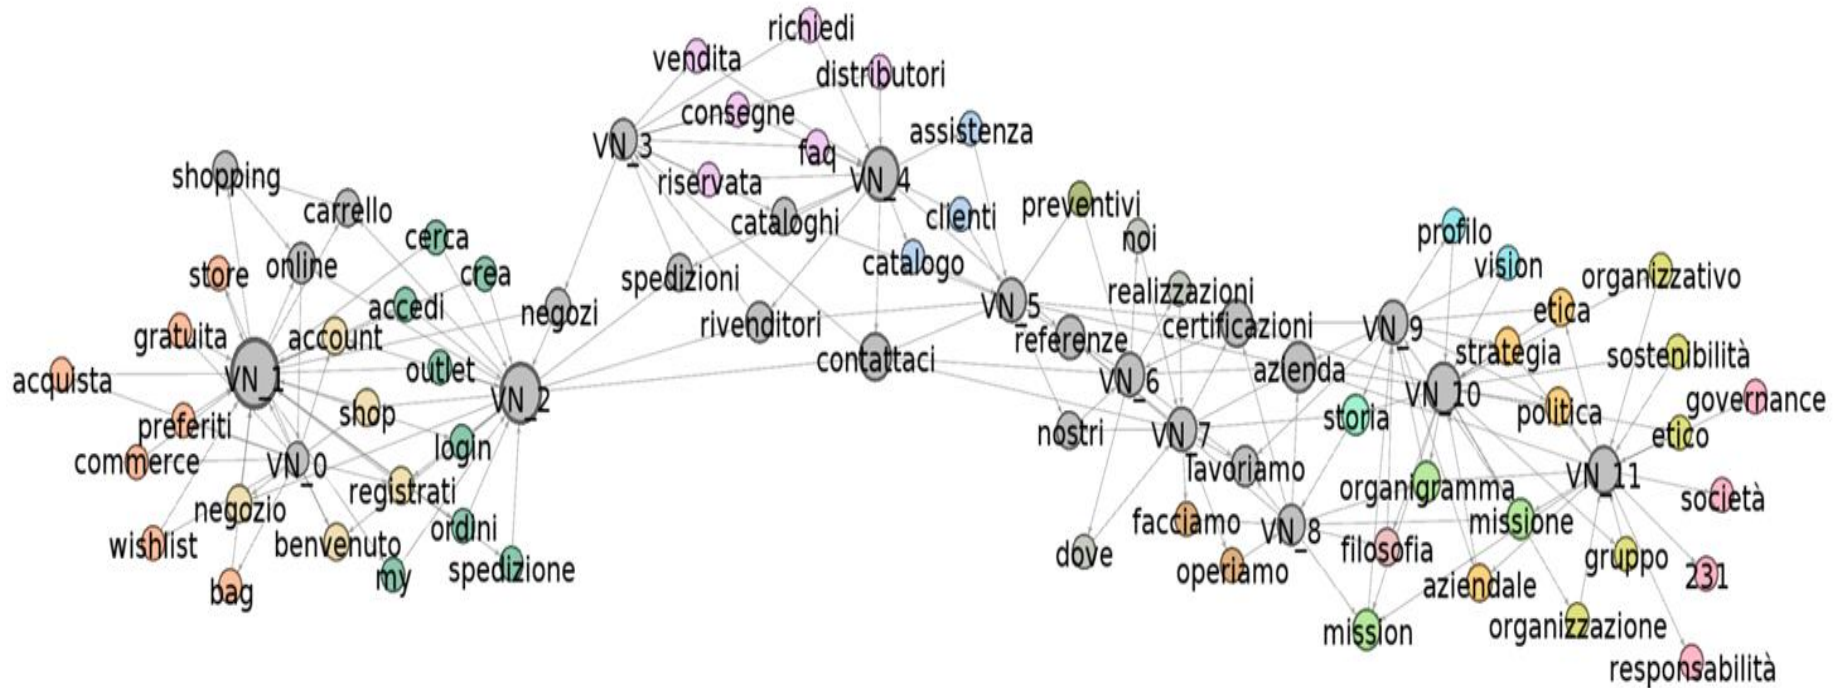 richiedi
vendita
distributori
consegne
assistenza
VN_3
faq
shopping
riservata
VN_4
carrello
cataloghi
clienti
preventivi
cerca
noi
profilo
store
online
crea
spedizioni
catalogo
vision
organizzativo
accedi
negozi
realizzazioni
gratuita
account
rivenditori
VN_5
referenze
certificazioni
VN_9
etica
strategia
sostenibilità
acquista
VN_1
outlet
contattaci
VN_6
azienda
VN_10
governance
VN_2
shop
preferiti
storia
politica
nostri
VN_7
etico
commerce
VN_0
login
lavoriamo
VN_11
negozio
registrati
organigramma
società
wishlist
benvenuto
ordini
facciamo
VN_8
missione
dove
filosofia
gruppo
bag
my
spedizione
operiamo
aziendale
231
mission
organizzazione
responsabilità